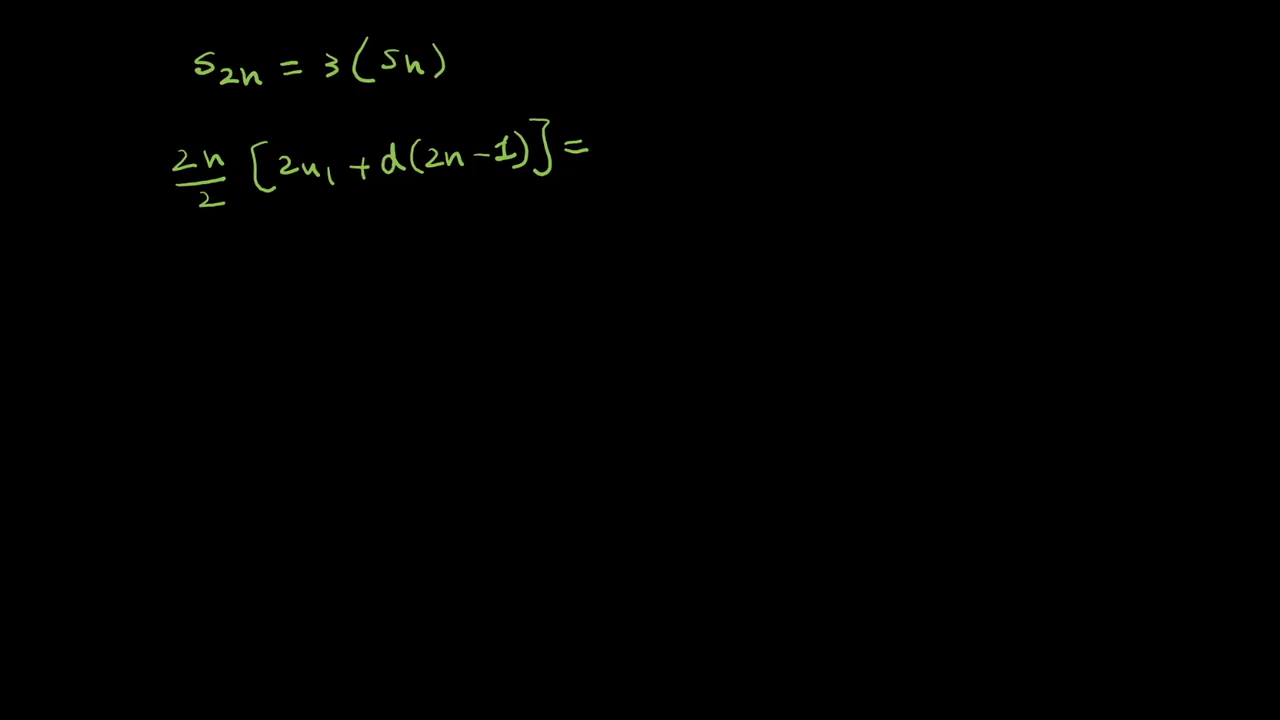 S₂ₙ = 3(Sₙ)
2n/2 [2u₁ + d(2n - 1)] =